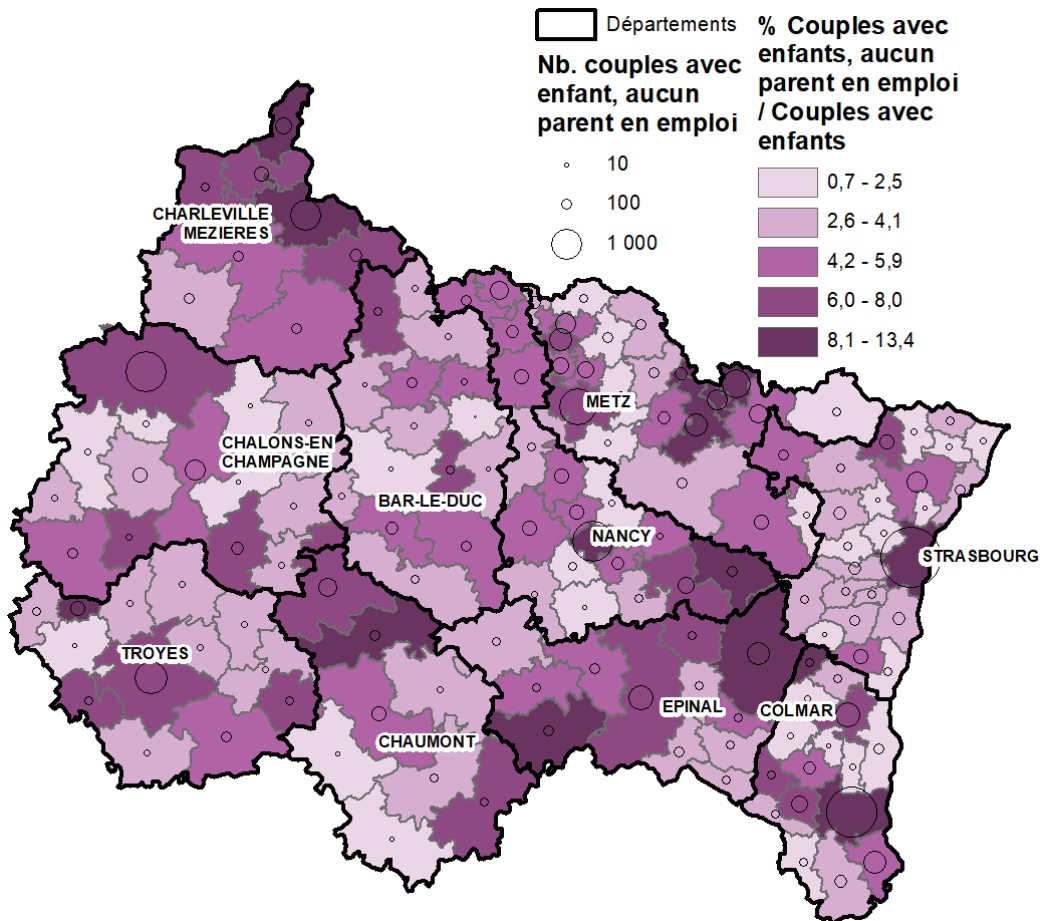 Départements
Nb. couples avec
enfant, aucun
parent en emploi
10
100
1 000
% Couples avec
enfants, aucun
parent en emploi
/ Couples avec
enfants
0,7 - 2,5
2,6 - 4,1
4,2 - 5,9
6,0 - 8,0
8,1 - 13,4
CHARLEVILLE
MEZIERES
METZ
CHALONS-EN
CHAMPAGNE
BAR-LE-DUC
NANCY
STRASBOURG
TROYES
EPINAL
COLMAR
CHAUMONT